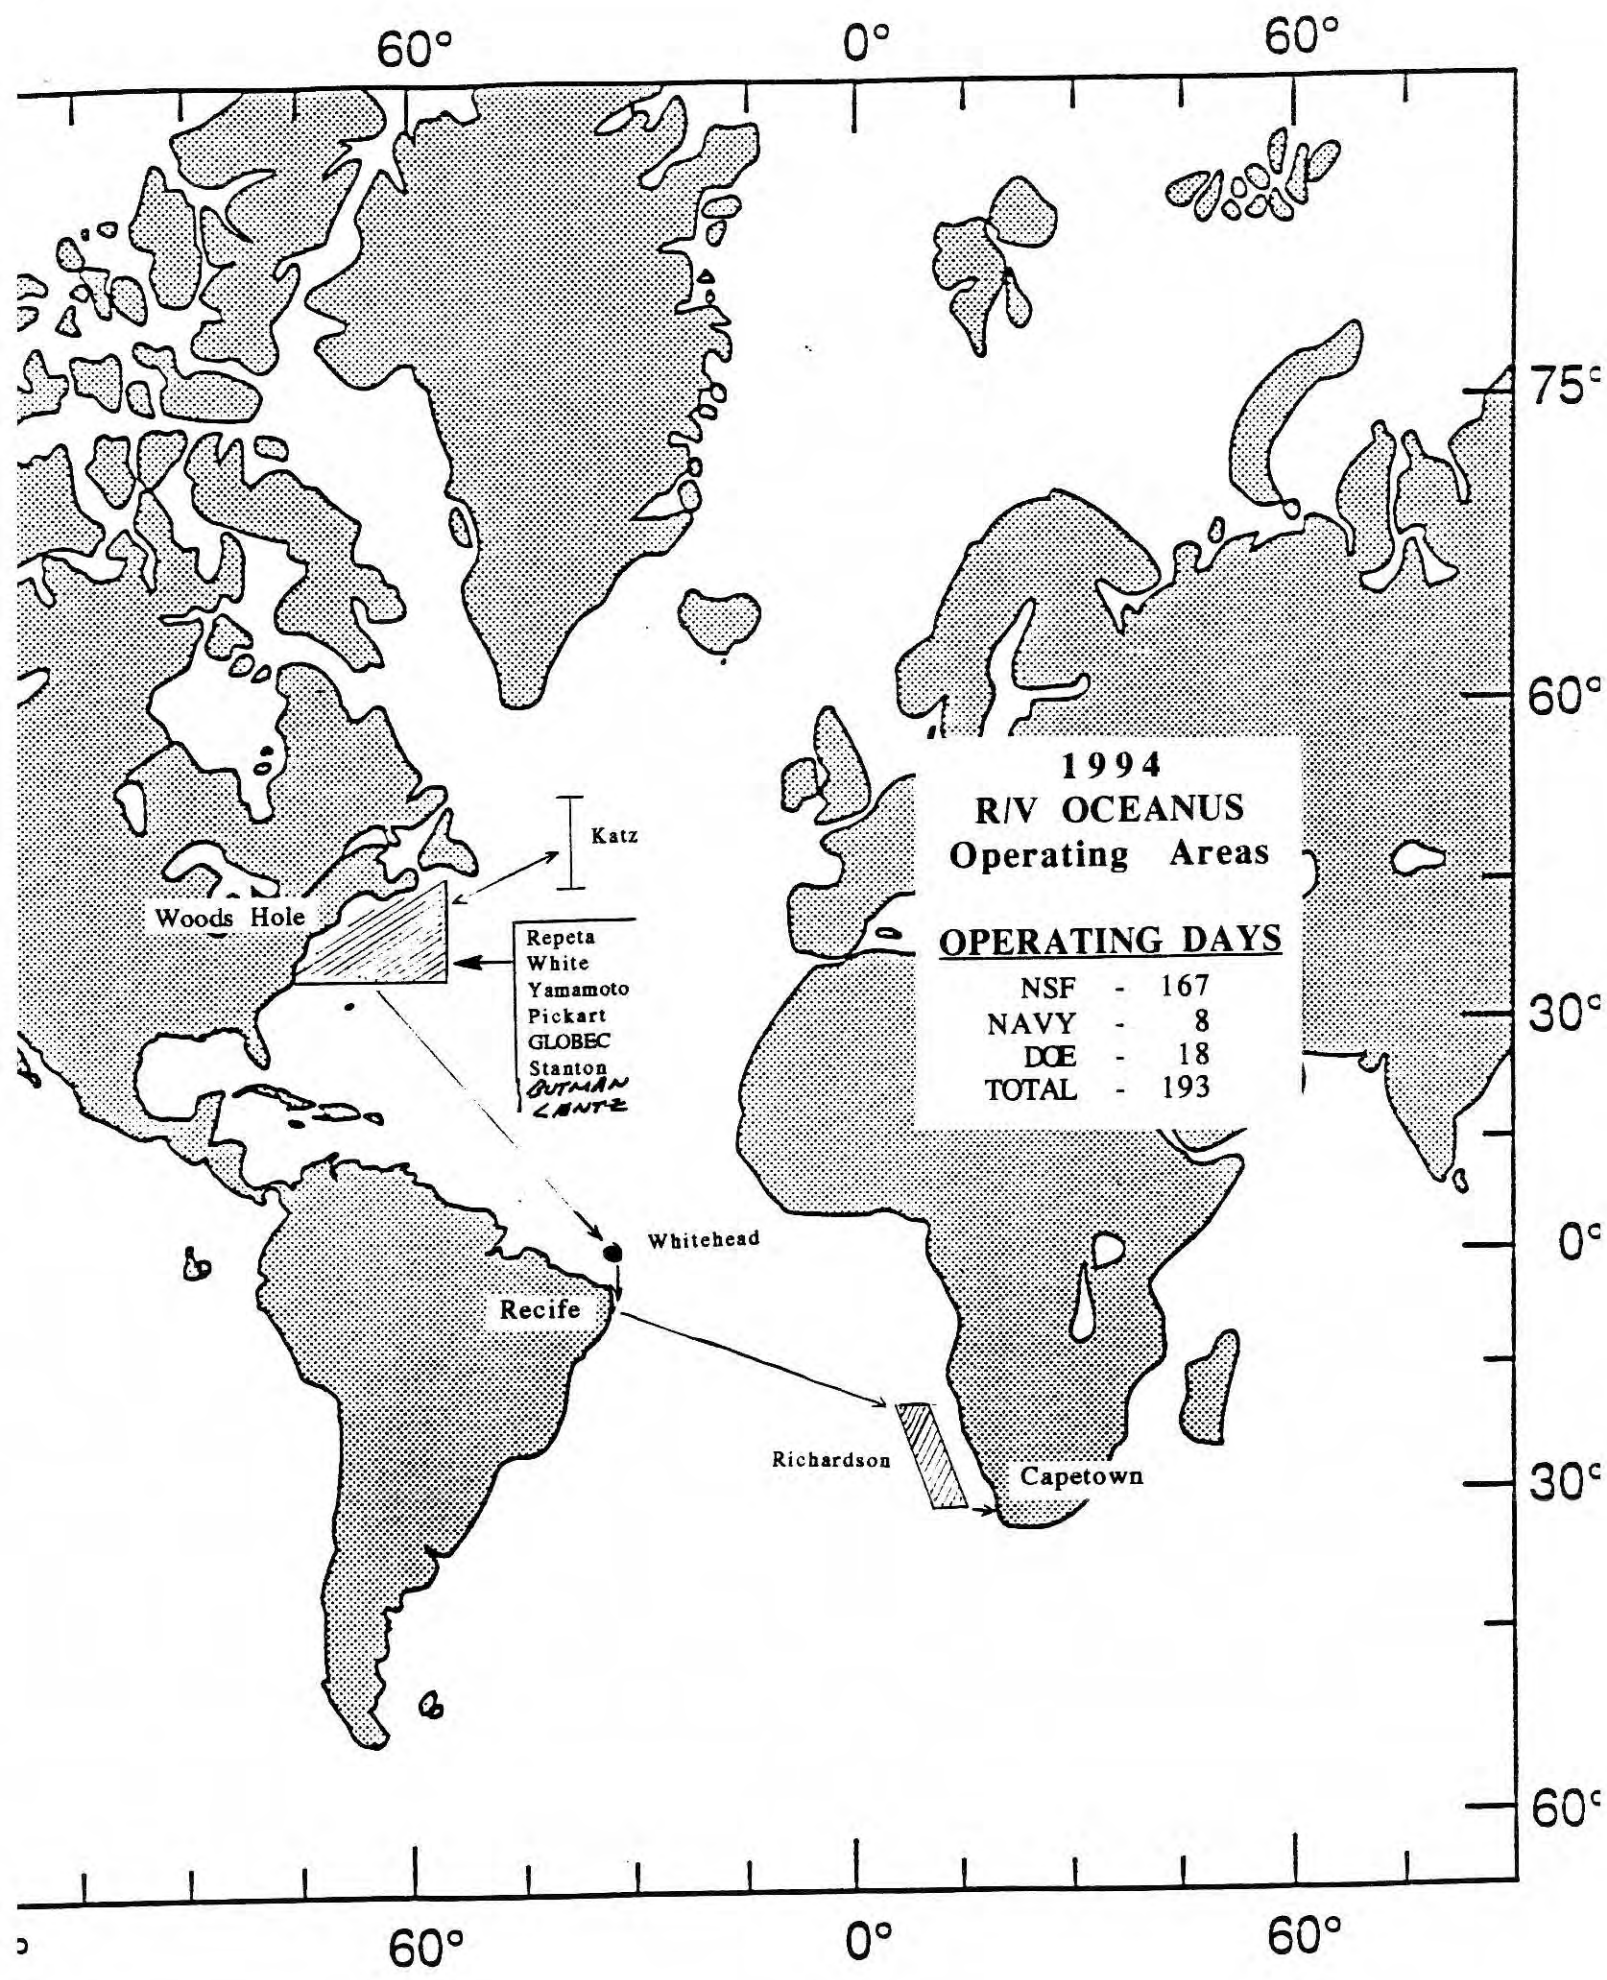 60° 0° 60°
75°
60°
1994
R/V OCEANUS
Operating Areas
Katz
Woods Hole
Repeta
White
Yamamoto
Pickart
GLOBEC
Stanton
BUTMAN
LENTZ
OPERATING DAYS
NSF - 167
NAVY - 8
DOE - 18
TOTAL - 193
30°
0°
Whitehead
Recife
Richardson
Capetown
30°
60°
° 60° 0° 60°